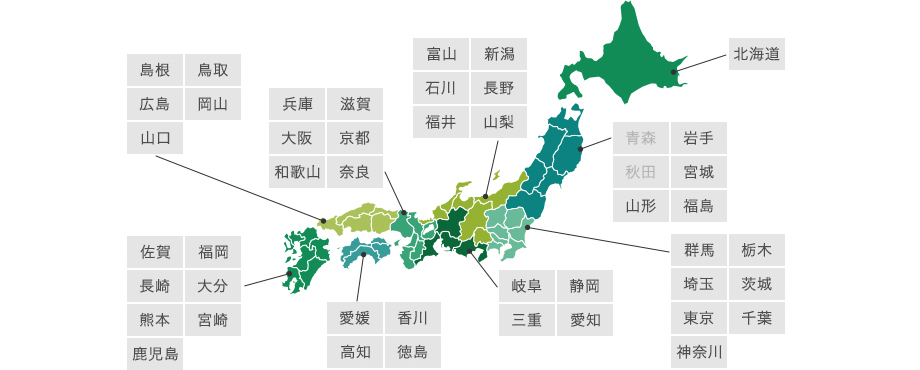 北海道
富山 新潟
石川 長野
福井 山梨
島根 鳥取
広島 岡山
山口
兵庫 滋賀
大阪 京都
和歌山 奈良
青森 岩手
秋田 宮城
山形 福島
佐賀 福岡
長崎 大分
熊本 宮崎
鹿児島
愛媛 香川
高知 徳島
岐阜 静岡
三重 愛知
群馬 栃木
埼玉 茨城
東京 千葉
神奈川